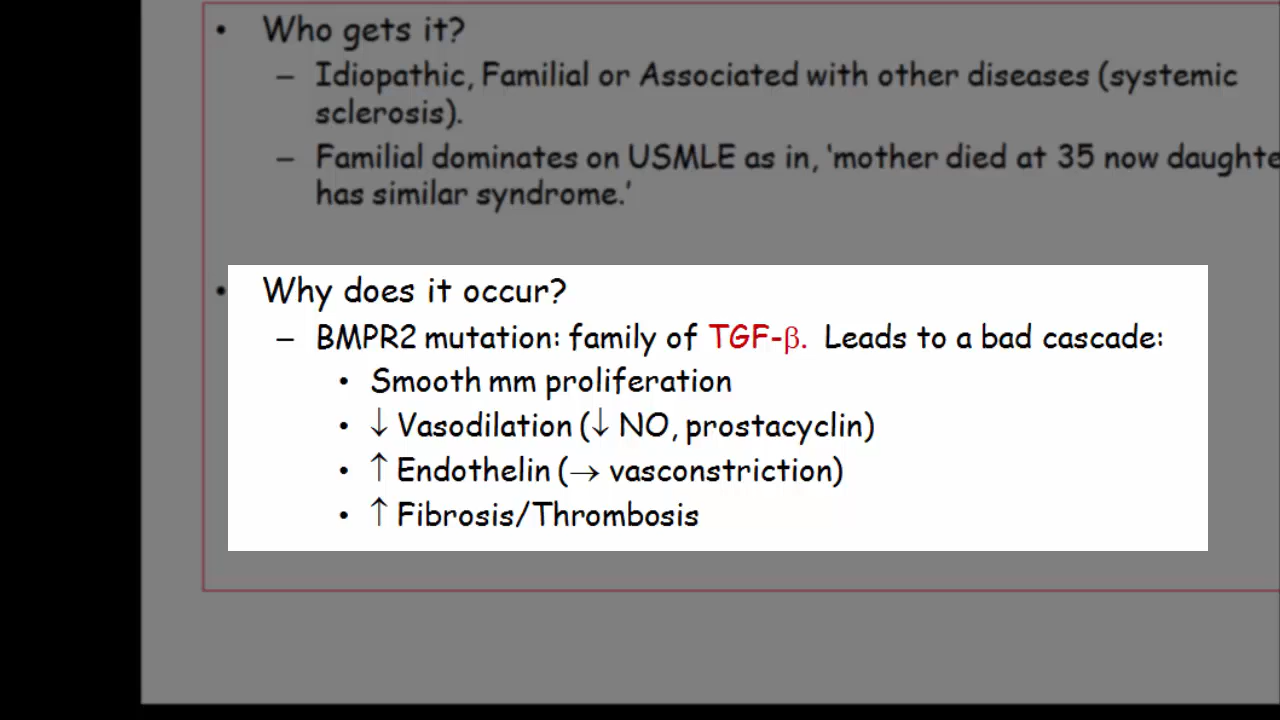 • Who gets it?
– Idiopathic, Familial or Associated with other diseases (systemic
sclerosis).
– Familial dominates on USMLE as in, 'mother died at 35 now daughte
has similar syndrome.'
• Why does it occur?
– BMPR2 mutation: family of TGF-β. Leads to a bad cascade:
• Smooth mm proliferation
• ↓ Vasodilation (↓ NO, prostacyclin)
• ↑ Endothelin (→ vasconstriction)
• ↑ Fibrosis/Thrombosis